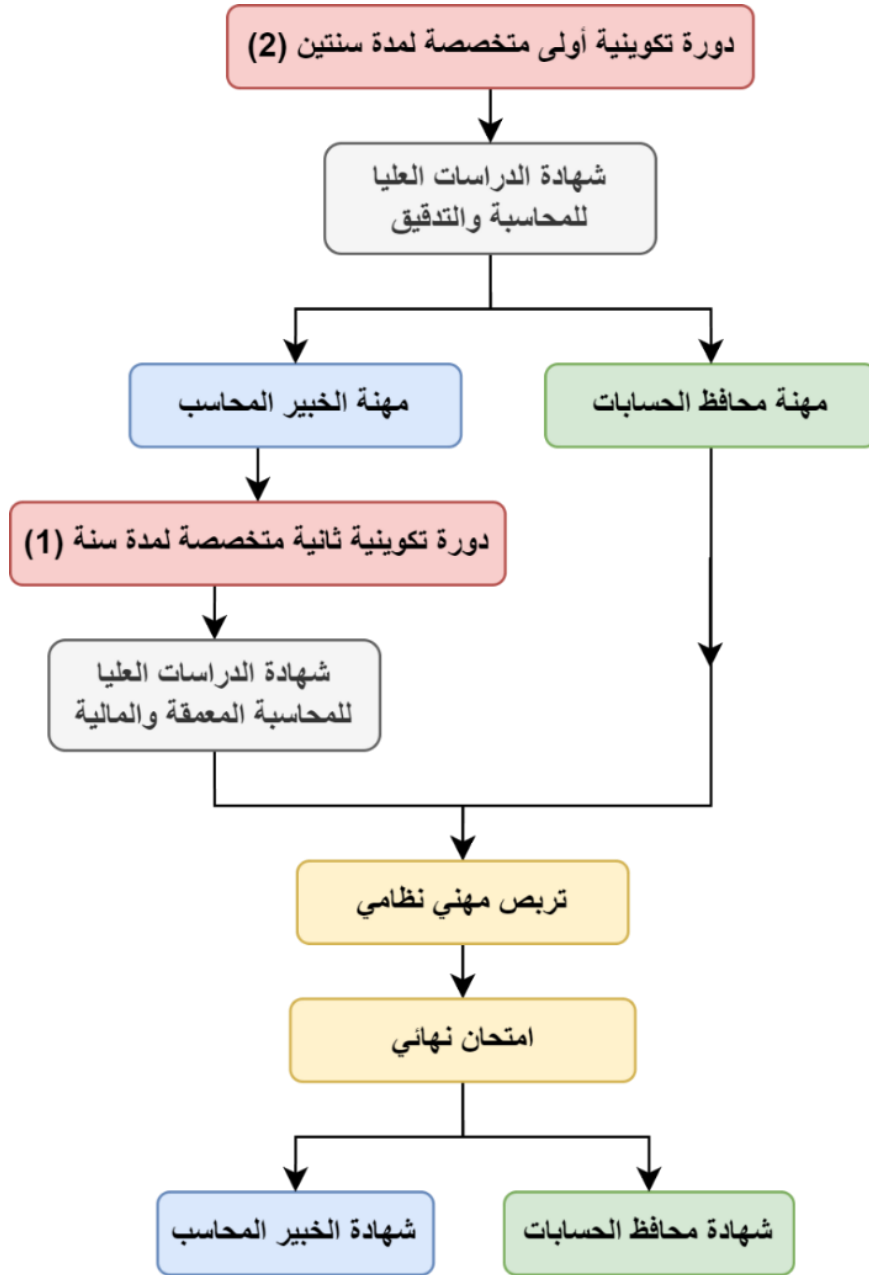 دورة تكوينية أولى متخصصة لمدة سنتين (2)
شهادة الدراسات العليا
للمحاسبة والتدقيق
مهنة محافظ الحسابات
مهنة الخبير المحاسب
دورة تكوينية ثانية متخصصة لمدة سنة (1)
شهادة الدراسات العليا
للمحاسبة المعمقة والمالية
تربص مهني نظامي
امتحان نهائي
شهادة محافظ الحسابات
شهادة الخبير المحاسب